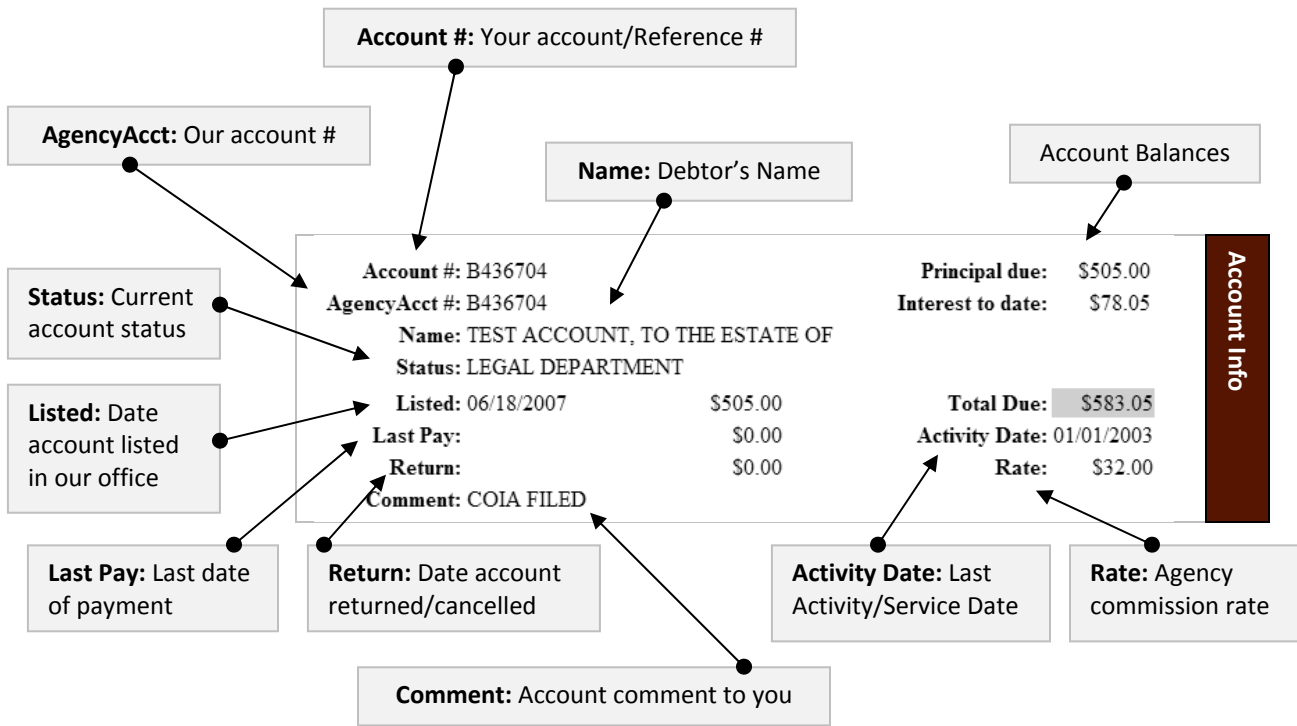 Account #: Your account/Reference #
AgencyAcct: Our account #
Name: Debtor’s Name
Account Balances
Status: Current
account status
Listed: Date
account listed
in our office
Account #: B436704
AgencyAcct #: B436704
Name: TEST ACCOUNT, TO THE ESTATE OF
Status: LEGAL DEPARTMENT
Listed: 06/18/2007 $505.00
Last Pay: $0.00
Return: $0.00
Comment: COIA FILED
Principal due: $505.00
Interest to date: $78.05
Total Due: $583.05
Activity Date: 01/01/2003
Rate: $32.00
Account Info
Last Pay: Last date
of payment
Return: Date account
returned/cancelled
Activity Date: Last
Activity/Service Date
Rate: Agency
commission rate
Comment: Account comment to you